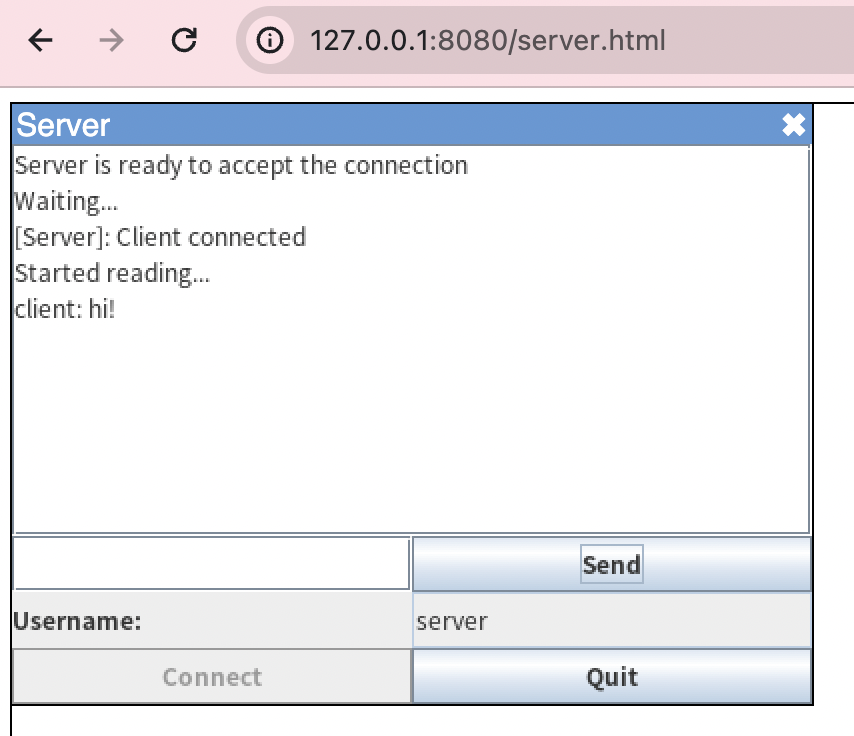 127.0.0.1:8080/server.html
Server
Server is ready to accept the connection
Waiting...
[Server]: Client connected
Started reading...
client: hi!
Send
Username: server
Connect Quit